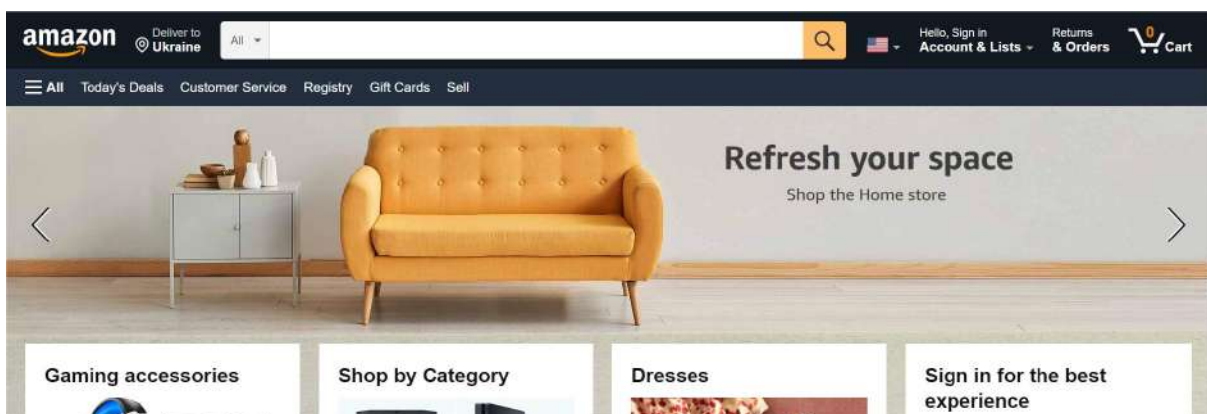 amazon
Deliver to
Ukraine
All
Hello, Sign in
Account & Lists
Returns
& Orders
0
Cart
All Today's Deals Customer Service Registry Gift Cards Sell
Refresh your space
Shop the Home store
Gaming accessories
Shop by Category
Dresses
Sign in for the best
experience